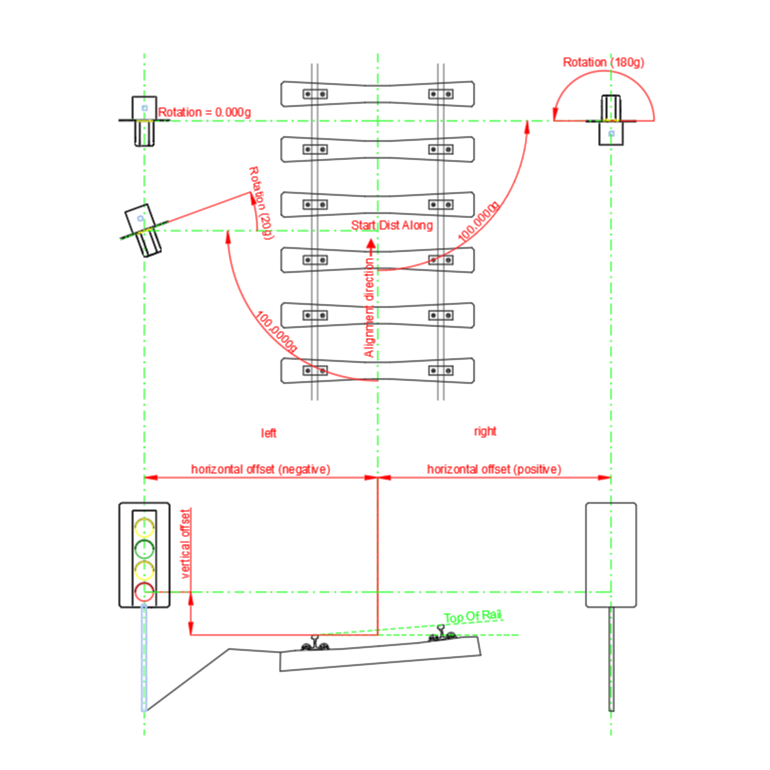 Rotation (180g)
Rotation = 0.000g
Rotation (20g)
Start Dist Along
100.0000g
Alignment direction
100.0000g
left
right
horizontal offset (negative)
horizontal offset (positive)
vertical offset
Top Of Rail